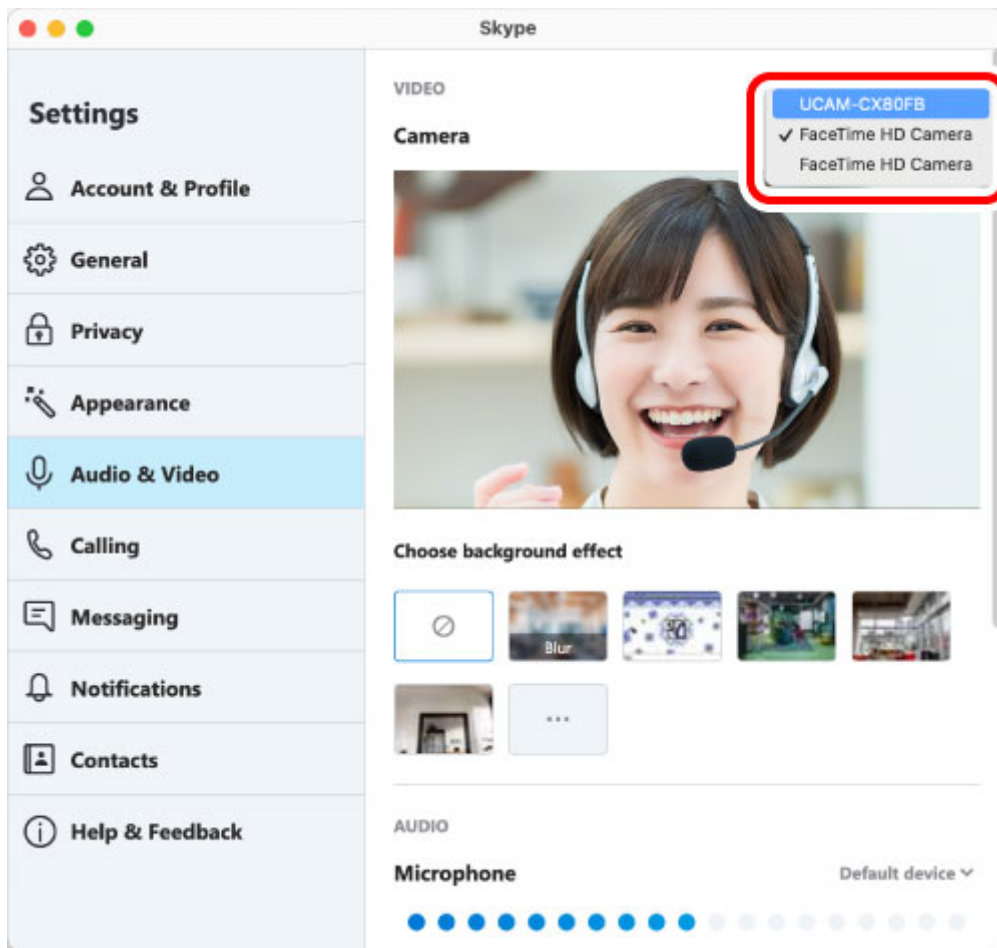 Skype
Settings
Account & Profile
General
Privacy
Appearance
Audio & Video
Calling
Messaging
Notifications
Contacts
Help & Feedback
VIDEO
Camera
UCAM-CX80FB
✓ FaceTime HD Camera
FaceTime HD Camera
Choose background effect
Blur
...
AUDIO
Microphone
Default device